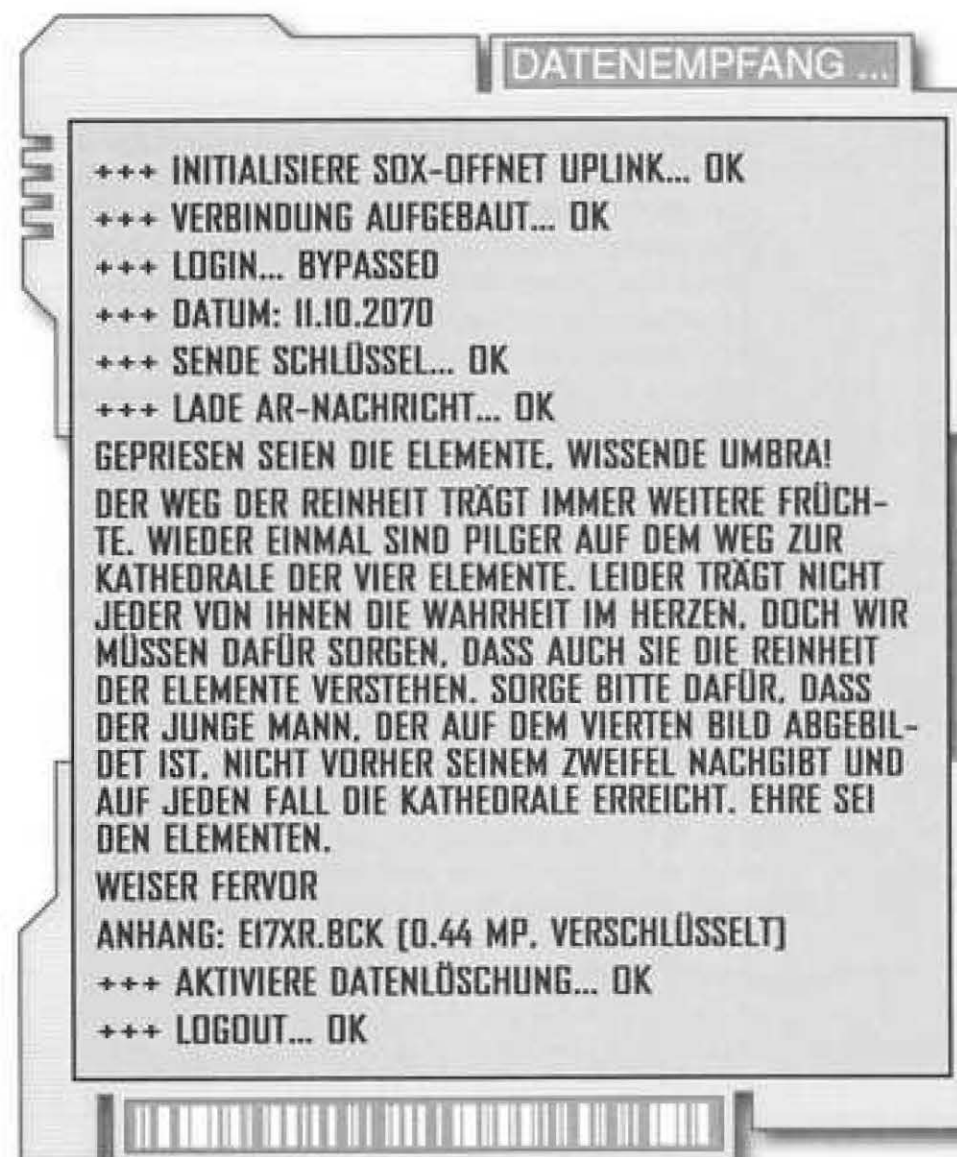 DATENEMPFANG ...
+++ INITIALISIERE SOX-OFFNET UPLINK... OK
+++ VERBINDUNG AUFGEBAUT... OK
+++ LOGIN... BYPASSED
+++ DATUM: 11.10.2070
+++ SENDE SCHLÜSSEL... OK
+++ LADE AR-NACHRICHT... OK
GEPRIESEN SEIEN DIE ELEMENTE, WISSENDE UMBRA!
DER WEG DER REINHEIT TRÄGT IMMER WEITERE FRÜCH-
TE. WIEDER EINMAL SIND PILGER AUF DEM WEG ZUR
KATHEDRALE DER VIER ELEMENTE. LEIDER TRÄGT NICHT
JEDER VON IHNEN DIE WAHRHEIT IM HERZEN, DOCH WIR
MÜSSEN DAFÜR SORGEN, DASS AUCH SIE DIE REINHEIT
DER ELEMENTE VERSTEHEN. SORGE BITTE DAFÜR, DASS
DER JUNGE MANN, DER AUF DEM VIERTEN BILD ABGEBIL-
DET IST, NICHT VORHER SEINEM ZWEIFEL NACHGIBT UND
AUF JEDEN FALL DIE KATHEDRALE ERREICHT. EHRE SEI
DEN ELEMENTEN.
WEISER FERVOR
ANHANG: E17XR.BCK (0.44 MP, VERSCHLÜSSELT)
+++ AKTIVIERE DATENLÖSCHUNG... OK
+++ LOGOUT... OK